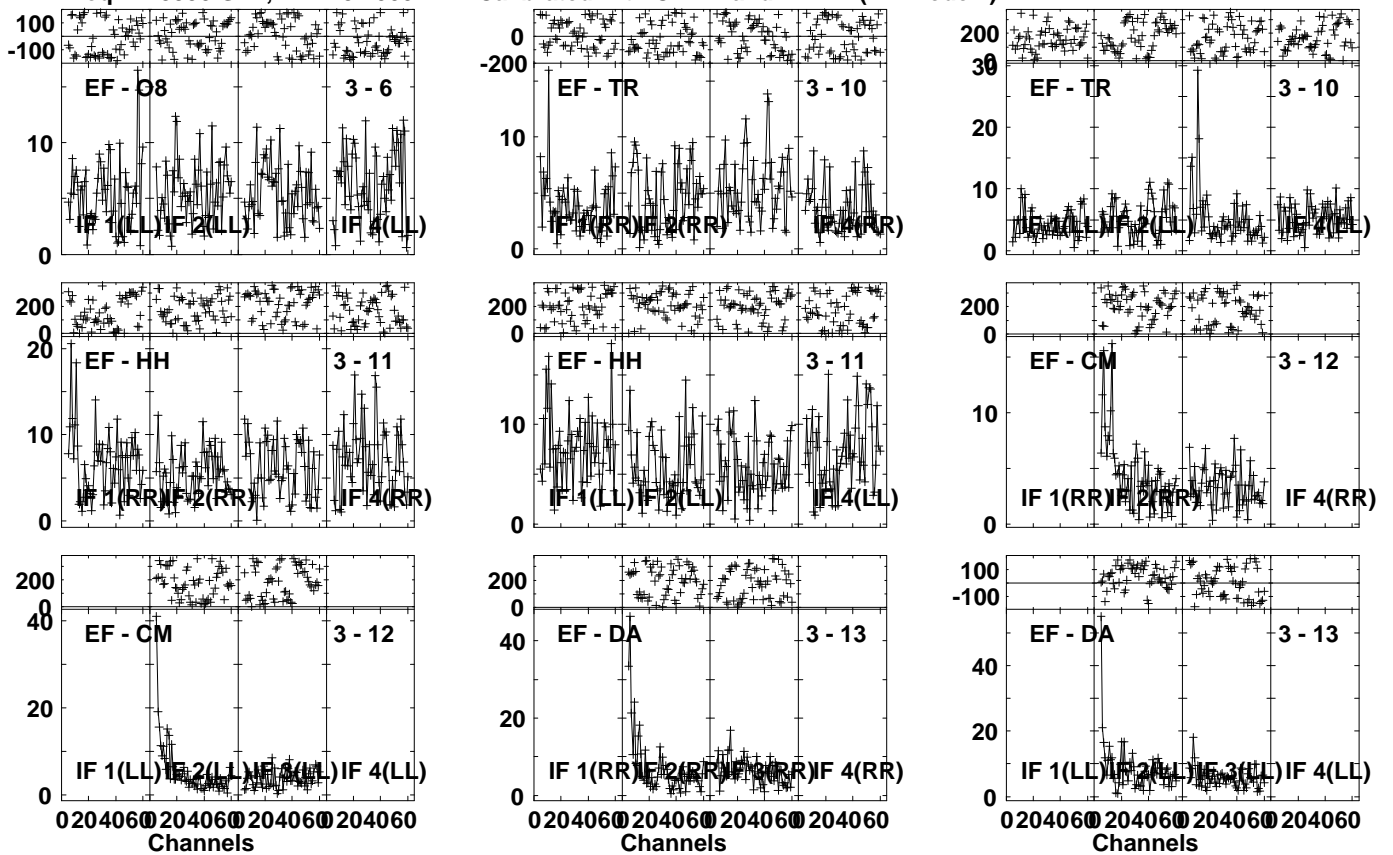 100
-100
EF - O8 3 - 6
10
IF 1(LL) IF 2(LL) IF 4(LL)
0
0
-200
EF - TR 3 - 10
10
IF 1(RR) IF 2(RR) IF 4(RR)
0
200
0
30
EF - TR 3 - 10
20
10
IF 1(LL) IF 2(LL) IF 4(LL)
0
200
0
20
EF - HH 3 - 11
10
IF 1(RR) IF 2(RR) IF 4(RR)
0
200
0
EF - HH 3 - 11
10
IF 1(LL) IF 2(LL) IF 4(LL)
0
200
0
EF - CM 3 - 12
10
IF 1(RR) IF 2(RR) IF 4(RR)
0
200
0
40
EF - CM 3 - 12
20
IF 1(LL) IF 2(LL) IF 3(LL) IF 4(LL)
0
0 20 40 60 0 20 40 60 0 20 40 60 0 20 40 60
Channels
200
0
EF - DA 3 - 13
40
20
IF 1(RR) IF 2(RR) IF 3(RR) IF 4(RR)
0
0 20 40 60 0 20 40 60 0 20 40 60 0 20 40 60
Channels
100
-100
EF - DA 3 - 13
40
20
IF 1(LL) IF 2(LL) IF 3(LL) IF 4(LL)
0
0 20 40 60 0 20 40 60 0 20 40 60 0 20 40 60
Channels